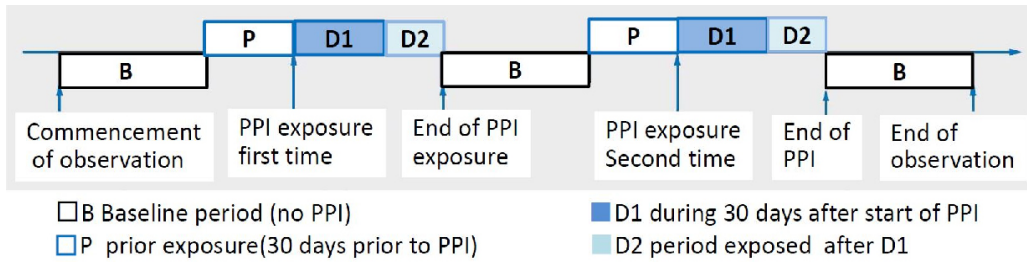 P D1 D2 P D1 D2
B B B
Commencement of observation
PPI exposure first time
End of PPI exposure
PPI exposure Second time
End of PPI
End of observation
B Baseline period (no PPI)
D1 during 30 days after start of PPI
P prior exposure(30 days prior to PPI)
D2 period exposed after D1